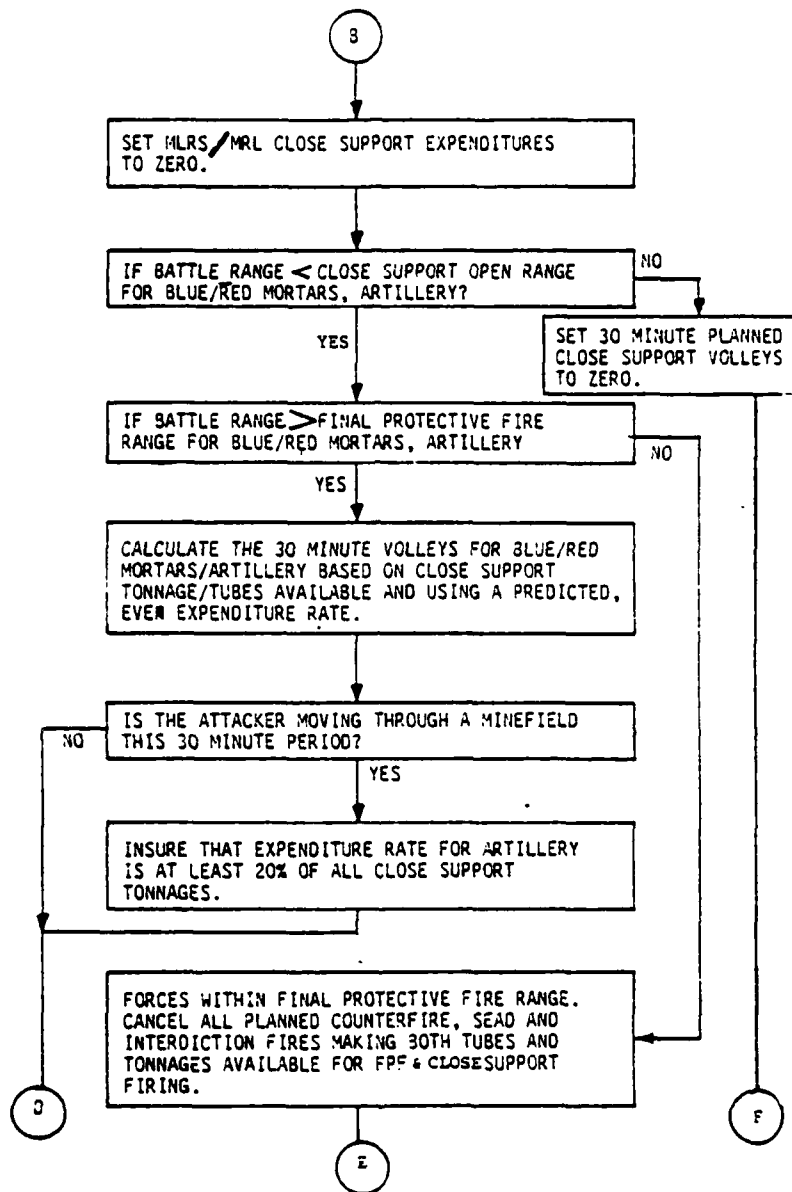 B
SET MLRS/MRL CLOSE SUPPORT EXPENDITURES
TO ZERO.
IF BATTLE RANGE < CLOSE SUPPORT OPEN RANGE
FOR BLUE/RED MORTARS, ARTILLERY?
NO
YES
SET 30 MINUTE PLANNED
CLOSE SUPPORT VOLLEYS
TO ZERO.
IF BATTLE RANGE > FINAL PROTECTIVE FIRE
RANGE FOR BLUE/RED MORTARS, ARTILLERY
NO
YES
CALCULATE THE 30 MINUTE VOLLEYS FOR BLUE/RED
MORTARS/ARTILLERY BASED ON CLOSE SUPPORT
TONNAGE/TUBES AVAILABLE AND USING A PREDICTED,
EVEN EXPENDITURE RATE.
IS THE ATTACKER MOVING THROUGH A MINEFIELD
THIS 30 MINUTE PERIOD?
NO
YES
INSURE THAT EXPENDITURE RATE FOR ARTILLERY
IS AT LEAST 20% OF ALL CLOSE SUPPORT
TONNAGES.
FORCES WITHIN FINAL PROTECTIVE FIRE RANGE.
CANCEL ALL PLANNED COUNTERFIRE, SEAD AND
INTERDICTION FIRES MAKING BOTH TUBES AND
TONNAGES AVAILABLE FOR FPF & CLOSE SUPPORT
FIRING.
F
E